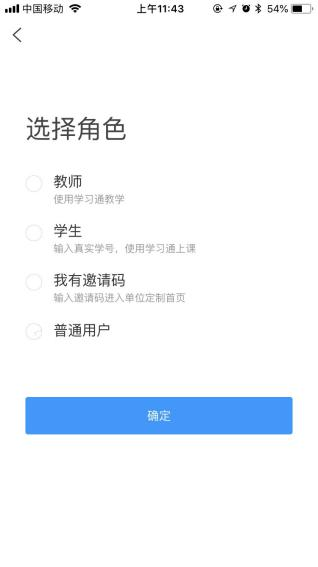 中国移动 上午11:43 54%
选择角色
教师
使用学习通教学
学生
输入真实学号，使用学习通上课
我有邀请码
输入邀请码进入单位定制首页
普通用户
确定